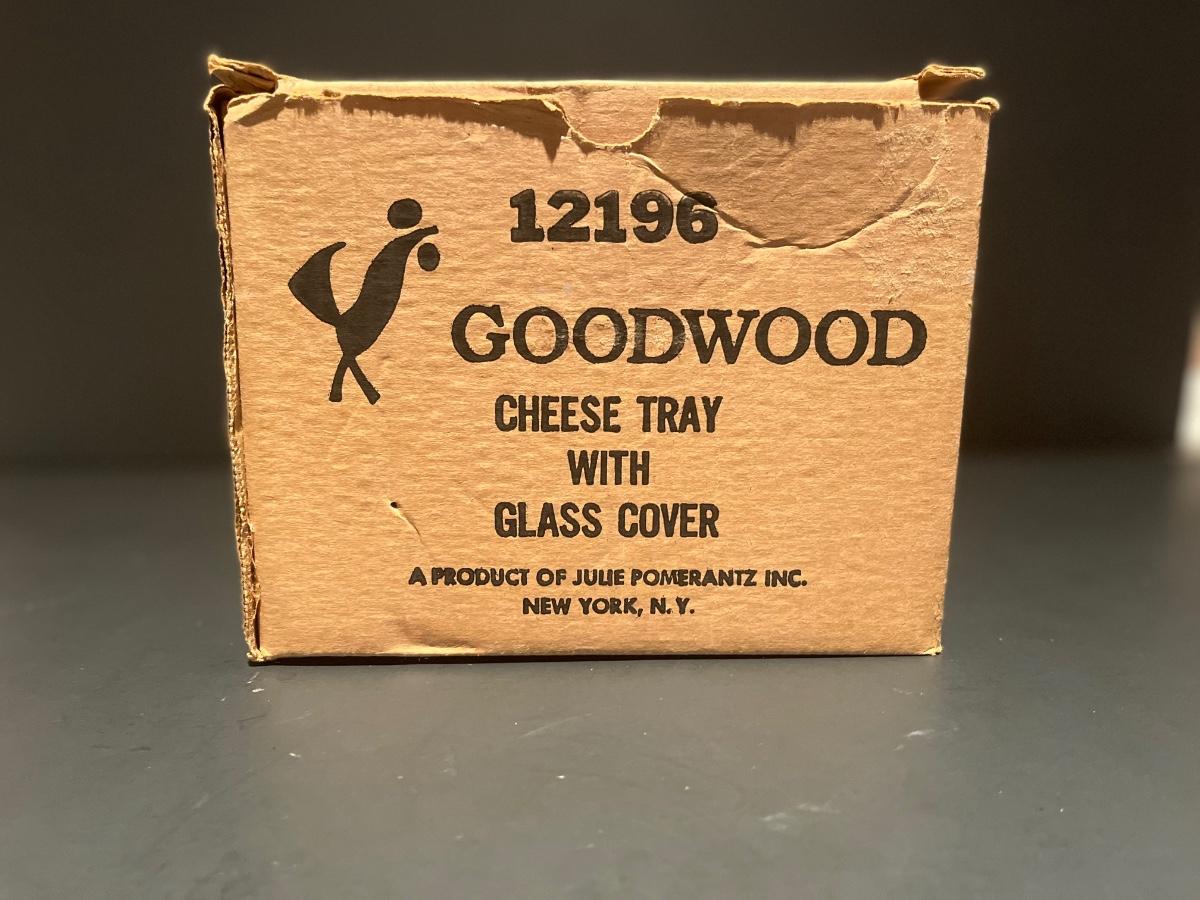 12196
GOODWOOD
CHEESE TRAY
WITH
GLASS COVER
A PRODUCT OF JULIE POMERANTZ INC.
NEW YORK, N.Y.